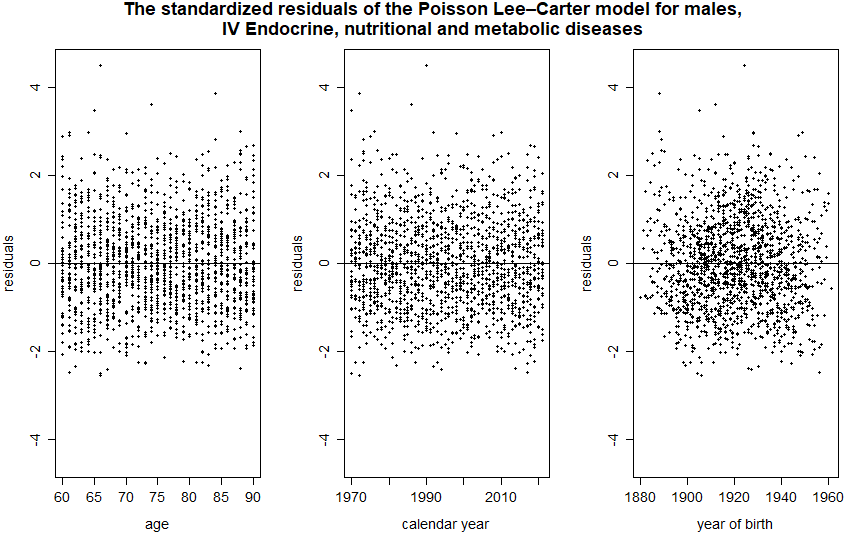 The standardized residuals of the Poisson Lee–Carter model for males,
IV Endocrine, nutritional and metabolic diseases
residuals
4
2
0
-2
-4
60 65 70 75 80 85 90
age
residuals
4
2
0
-2
-4
1970 1990 2010
calendar year
residuals
4
2
0
-2
-4
1880 1900 1920 1940 1960
year of birth